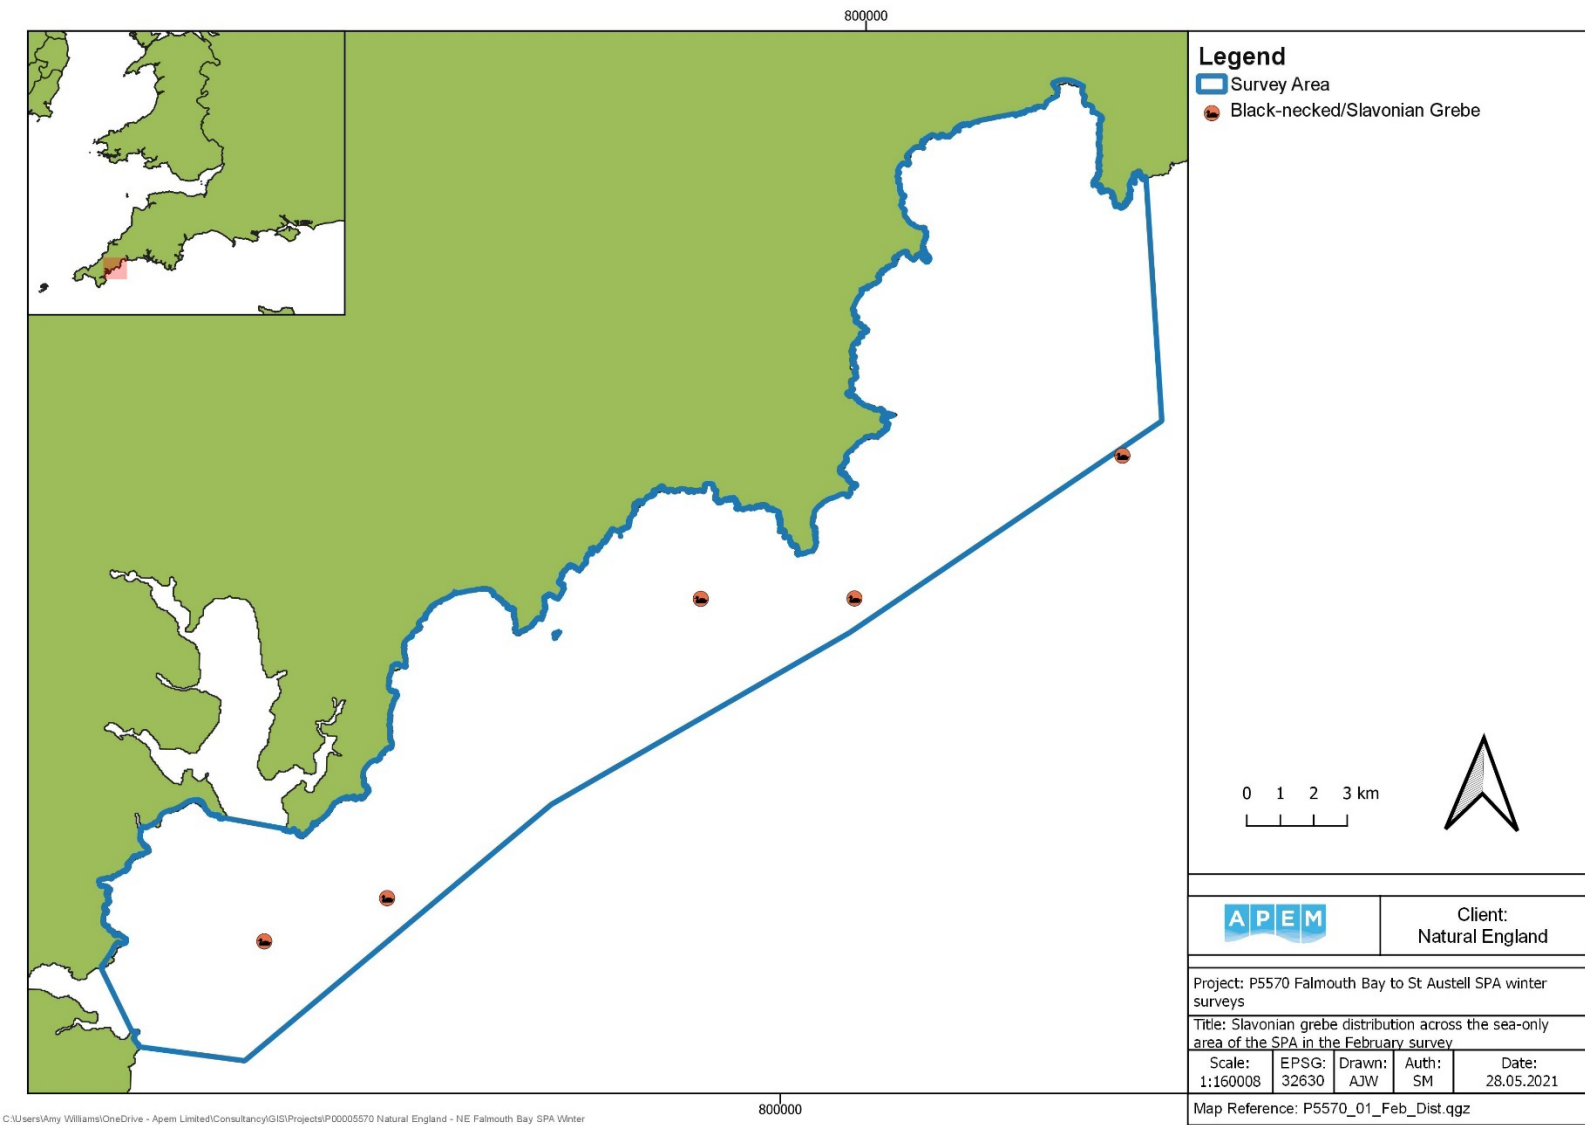 800000
Legend
Survey Area
Black-necked/Slavonian Grebe
0 1 2 3 km
APEM
Client:
Natural England
Project: P5570 Falmouth Bay to St Austell SPA winter
surveys
Title: Slavonian grebe distribution across the sea-only
area of the SPA in the February survey
Scale:
1:160008
EPSG:
32630
Drawn:
AJW
Auth:
SM
Date:
28.05.2021
Map Reference: P5570_01_Feb_Dist.qgz
800000
C:\Users\Amy Williams\OneDrive - Apem Limited\Consultancy\GIS\Projects\P00005570 Natural England - NE Falmouth Bay SPA Winter